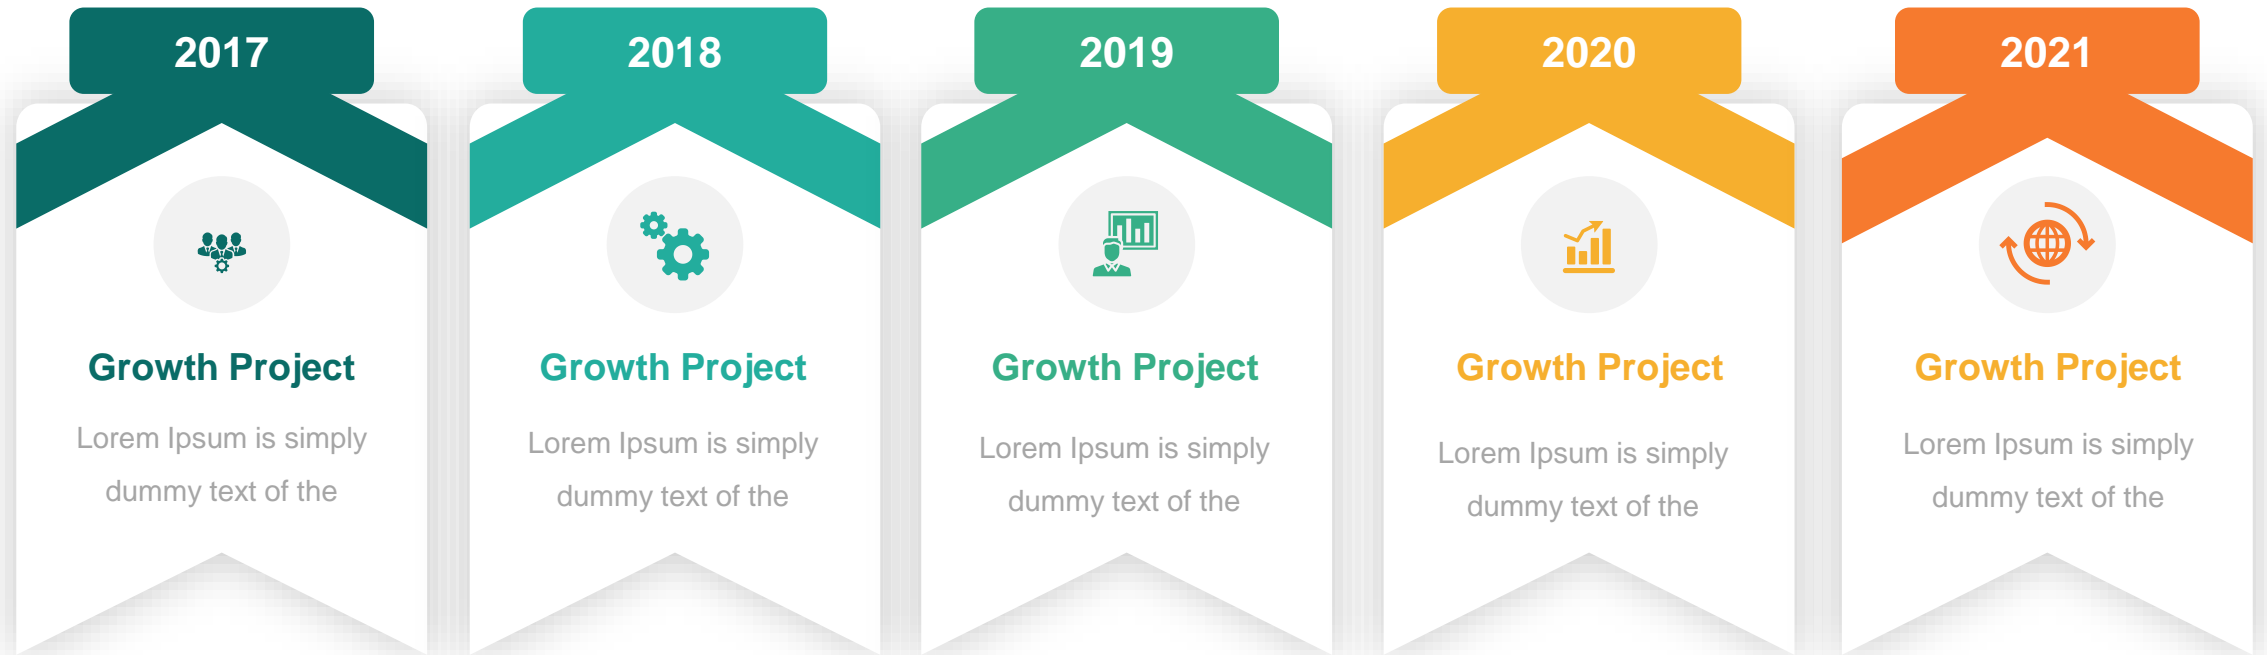 2017
Growth Project
Lorem Ipsum is simply
dummy text of the
2018
Growth Project
Lorem Ipsum is simply
dummy text of the
2019
Growth Project
Lorem Ipsum is simply
dummy text of the
2020
Growth Project
Lorem Ipsum is simply
dummy text of the
2021
Growth Project
Lorem Ipsum is simply
dummy text of the